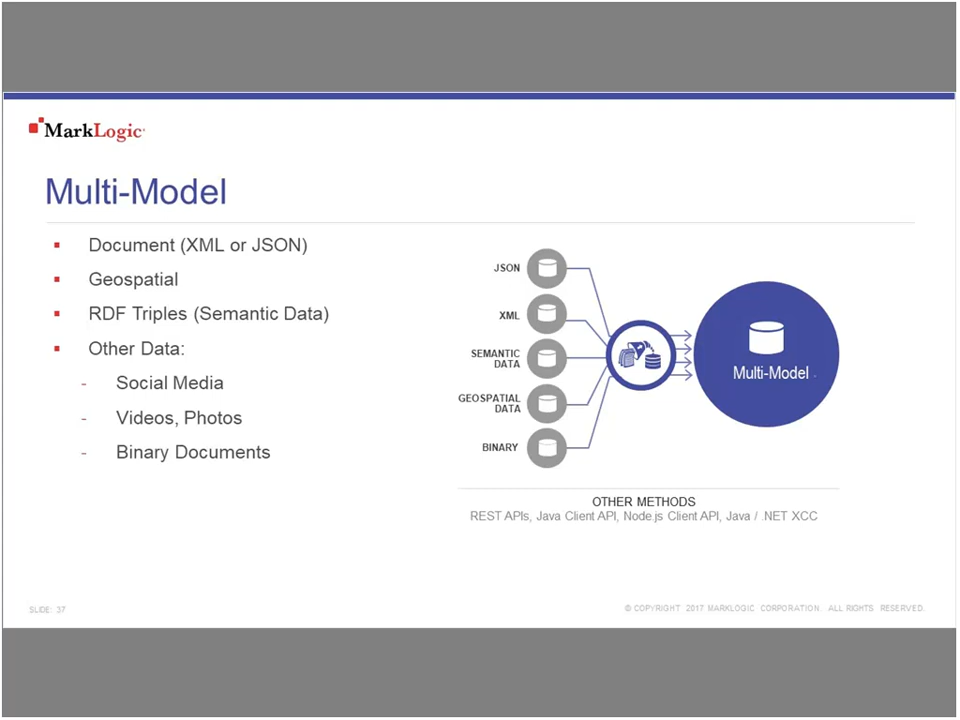 MarkLogic
Multi-Model
▪ Document (XML or JSON)
▪ Geospatial
▪ RDF Triples (Semantic Data)
▪ Other Data:
- Social Media
- Videos, Photos
- Binary Documents
JSON
XML
SEMANTIC
DATA
GEOSPATIAL
DATA
BINARY
Multi-Model
OTHER METHODS
REST APIs, Java Client API, Node.js Client API, Java / .NET XCC
SLIDE: 37
© COPYRIGHT 2017 MARKLOGIC CORPORATION. ALL RIGHTS RESERVED.